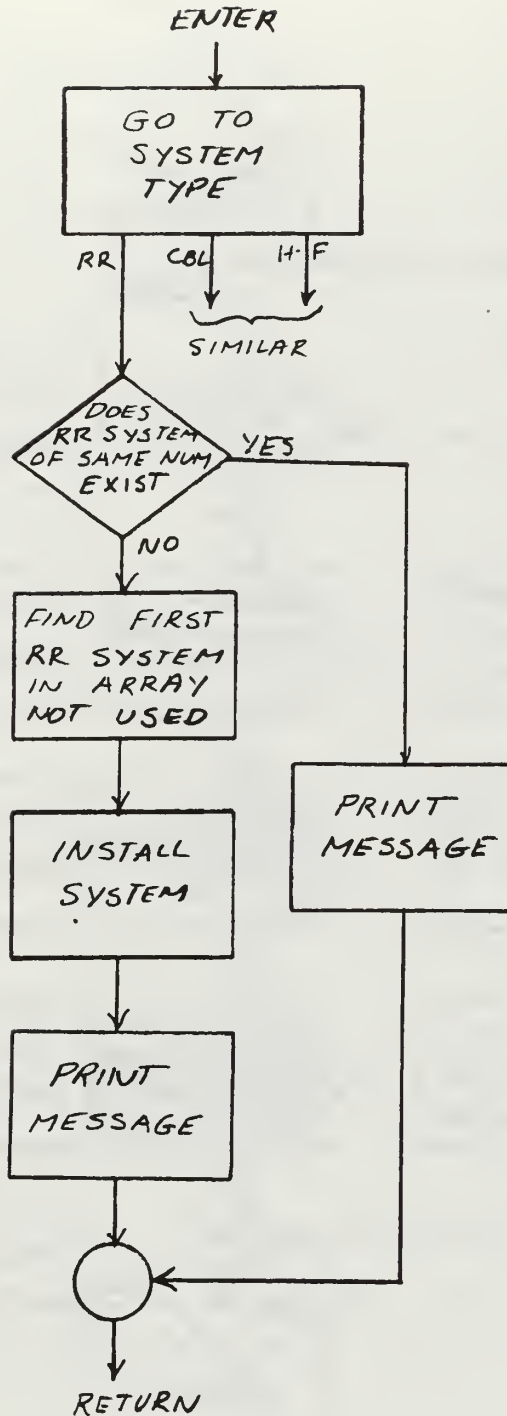 ENTER
GO TO
SYSTEM
TYPE
RR
CBL
H-F
SIMILAR
DOES
RR SYSTEM
OF SAME NUM
EXIST
YES
NO
FIND FIRST
RR SYSTEM
IN ARRAY
NOT USED
PRINT
MESSAGE
INSTALL
SYSTEM
PRINT
MESSAGE
RETURN